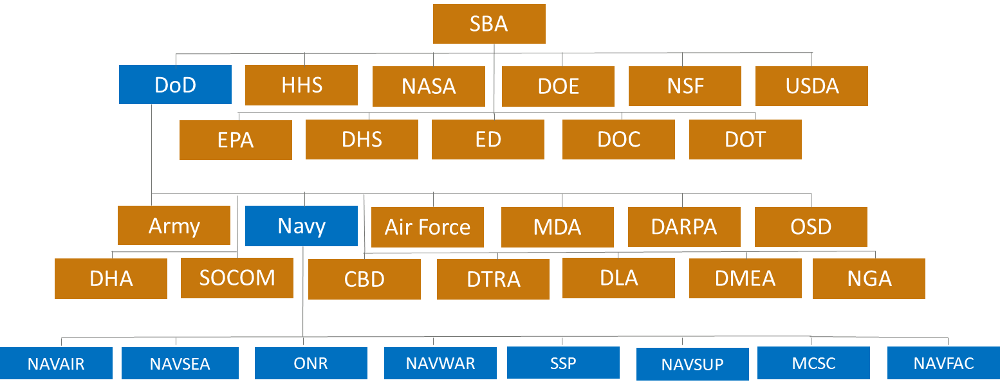 SBA
DoD
HHS
NASA
DOE
NSF
USDA
EPA
DHS
ED
DOC
DOT
Army
Navy
Air Force
MDA
DARPA
OSD
DHA
SOCOM
CBD
DTRA
DLA
DMEA
NGA
NAVAIR
NAVSEA
ONR
NAVWAR
SSP
NAVSUP
MCSC
NAVFAC